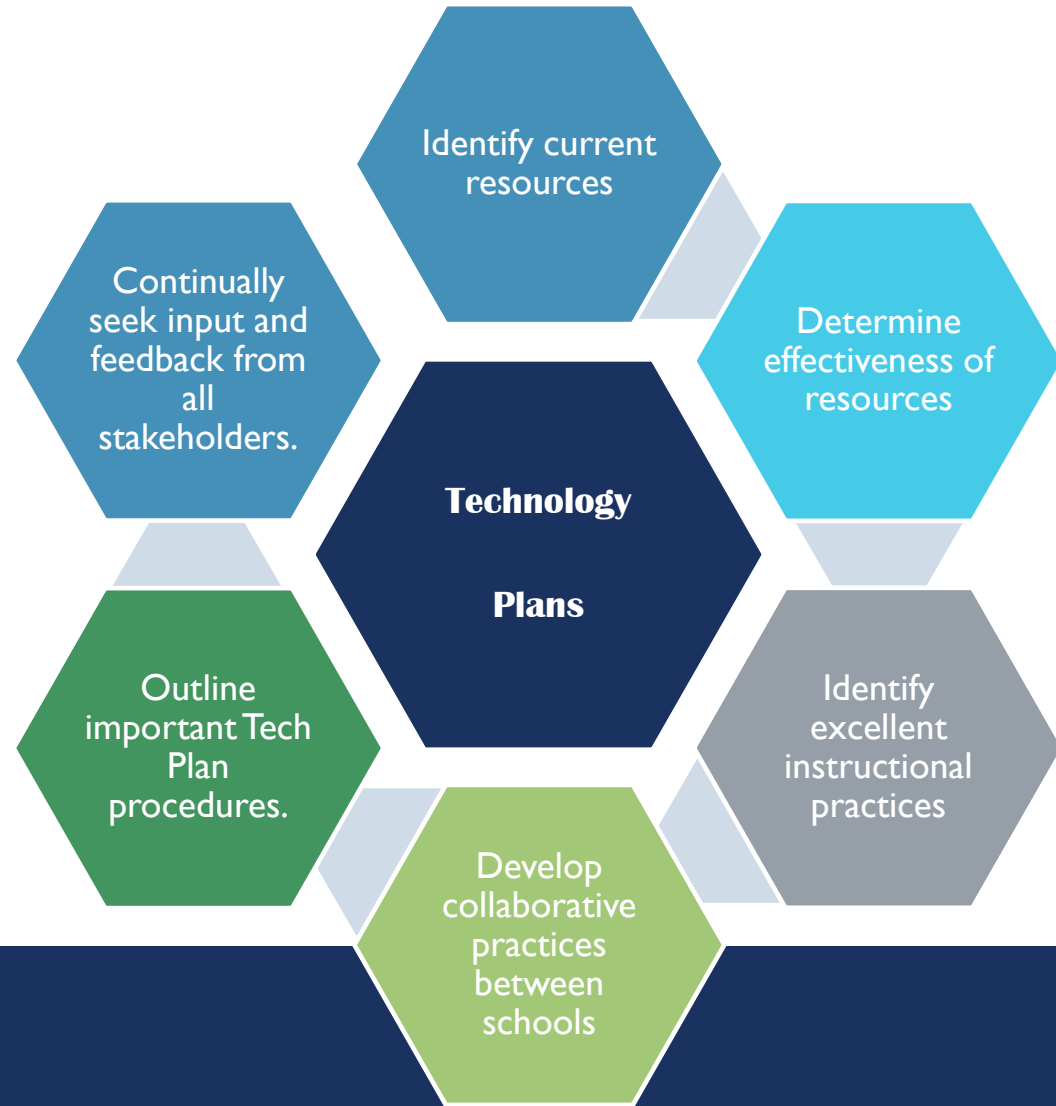 Identify current
resources
Determine
effectiveness of
resources
Identify
excellent
instructional
practices
Develop
collaborative
practices
between
schools
Outline
important Tech
Plan
procedures.
Continually
seek input and
feedback from
all
stakeholders.
Technology
Plans